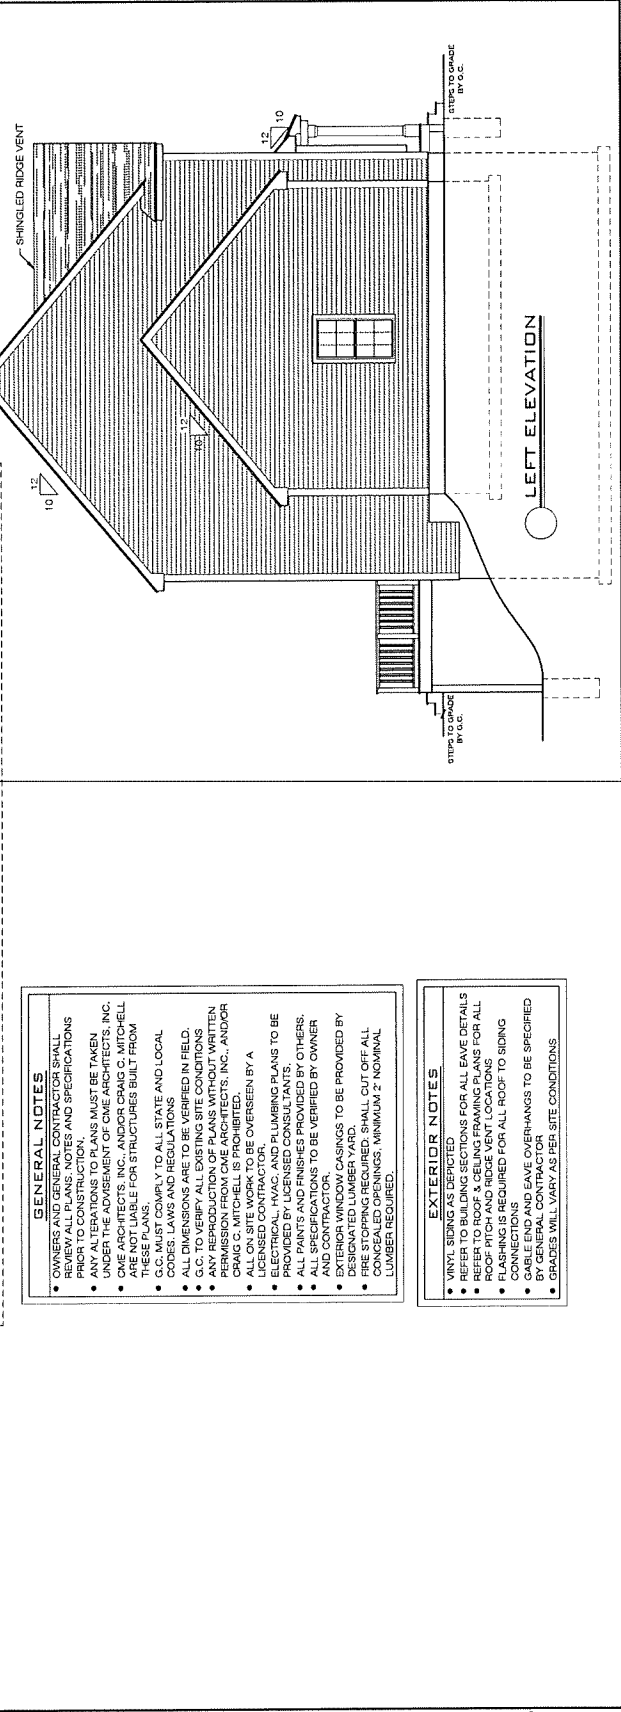 GENERAL NOTES
• OWNERS AND GENERAL CONTRACTOR SHALL
REVIEW ALL PLANS, NOTES AND SPECIFICATIONS
PRIOR TO CONSTRUCTION.
• ANY ALTERATIONS TO PLANS MUST BE TAKEN
UNDER THE ADVISEMENT OF CME ARCHITECTS, INC.
• CME ARCHITECTS, INC., AND/OR CRAIG C. MITCHELL
ARE NOT LIABLE FOR STRUCTURES BUILT FROM
THESE PLANS.
• G.C. MUST COMPLY TO ALL STATE AND LOCAL
CODES, LAWS AND REGULATIONS
• ALL DIMENSIONS ARE TO BE VERIFIED IN FIELD.
• G.C. TO VERIFY ALL EXISTING SITE CONDITIONS
• ANY REPRODUCTION OF PLANS WITHOUT WRITTEN
PERMISSION FROM CME ARCHITECTS, INC., AND/OR
CRAIG C. MITCHELL IS PROHIBITED.
• ALL ON SITE WORK TO BE OVERSEEN BY A
LICENSED CONTRACTOR.
• ELECTRICAL, HVAC, AND PLUMBING PLANS TO BE
PROVIDED BY LICENSED CONSULTANTS.
• ALL PAINTS AND FINISHES PROVIDED BY OTHERS.
• ALL SPECIFICATIONS TO BE VERIFIED BY OWNER
AND CONTRACTOR.
• EXTERIOR WINDOW CASINGS TO BE PROVIDED BY
DESIGNATED LUMBER YARD.
• FIRE STOPPING REQUIRED. SHALL CUT OFF ALL
CONCEALED OPENINGS, MINIMUM 2' NOMINAL
LUMBER REQUIRED.
EXTERIOR NOTES
• VINYL SIDING AS DEPICTED
• REFER TO BUILDING SECTIONS FOR ALL EAVE DETAILS
• REFER TO ROOF & CEILING FRAMING PLANS FOR ALL
ROOF PITCH AND RIDGE VENT LOCATIONS
• FLASHING IS REQUIRED FOR ALL ROOF TO SIDING
CONNECTIONS
• GABLE END AND EAVE OVERHANGS TO BE SPECIFIED
BY GENERAL CONTRACTOR
• GRADES WILL VARY AS PER SITE CONDITIONS
SHINGLED RIDGE VENT
12
10
12
10
12
10
STEPS TO GRADE
BY G.C.
STEPS TO GRADE
BY G.C.
LEFT ELEVATION